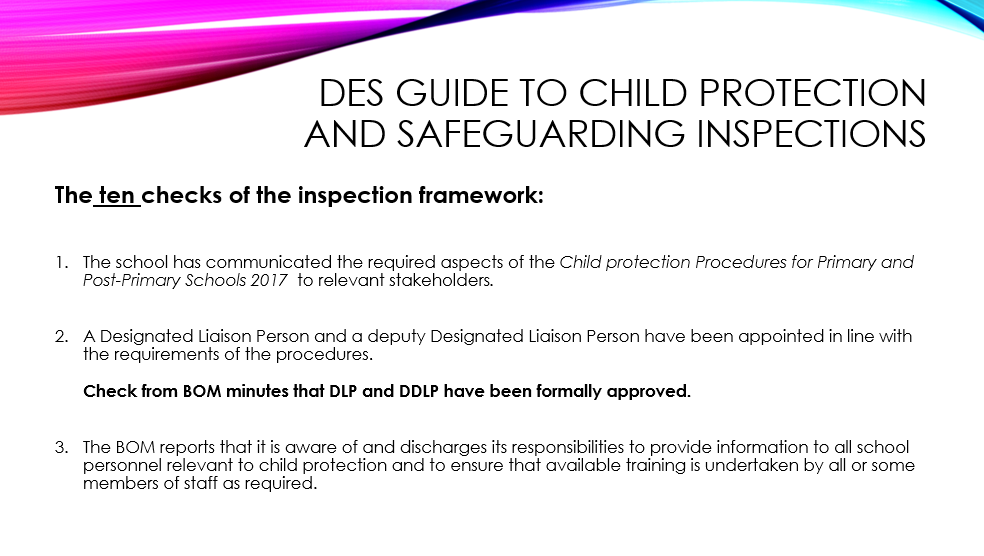 DES GUIDE TO CHILD PROTECTION
AND SAFEGUARDING INSPECTIONS
The ten checks of the inspection framework:
1. The school has communicated the required aspects of the Child protection Procedures for Primary and
Post-Primary Schools 2017 to relevant stakeholders.
2. A Designated Liaison Person and a deputy Designated Liaison Person have been appointed in line with
the requirements of the procedures.
Check from BOM minutes that DLP and DDLP have been formally approved.
3. The BOM reports that it is aware of and discharges its responsibilities to provide information to all school
personnel relevant to child protection and to ensure that available training is undertaken by all or some
members of staff as required.